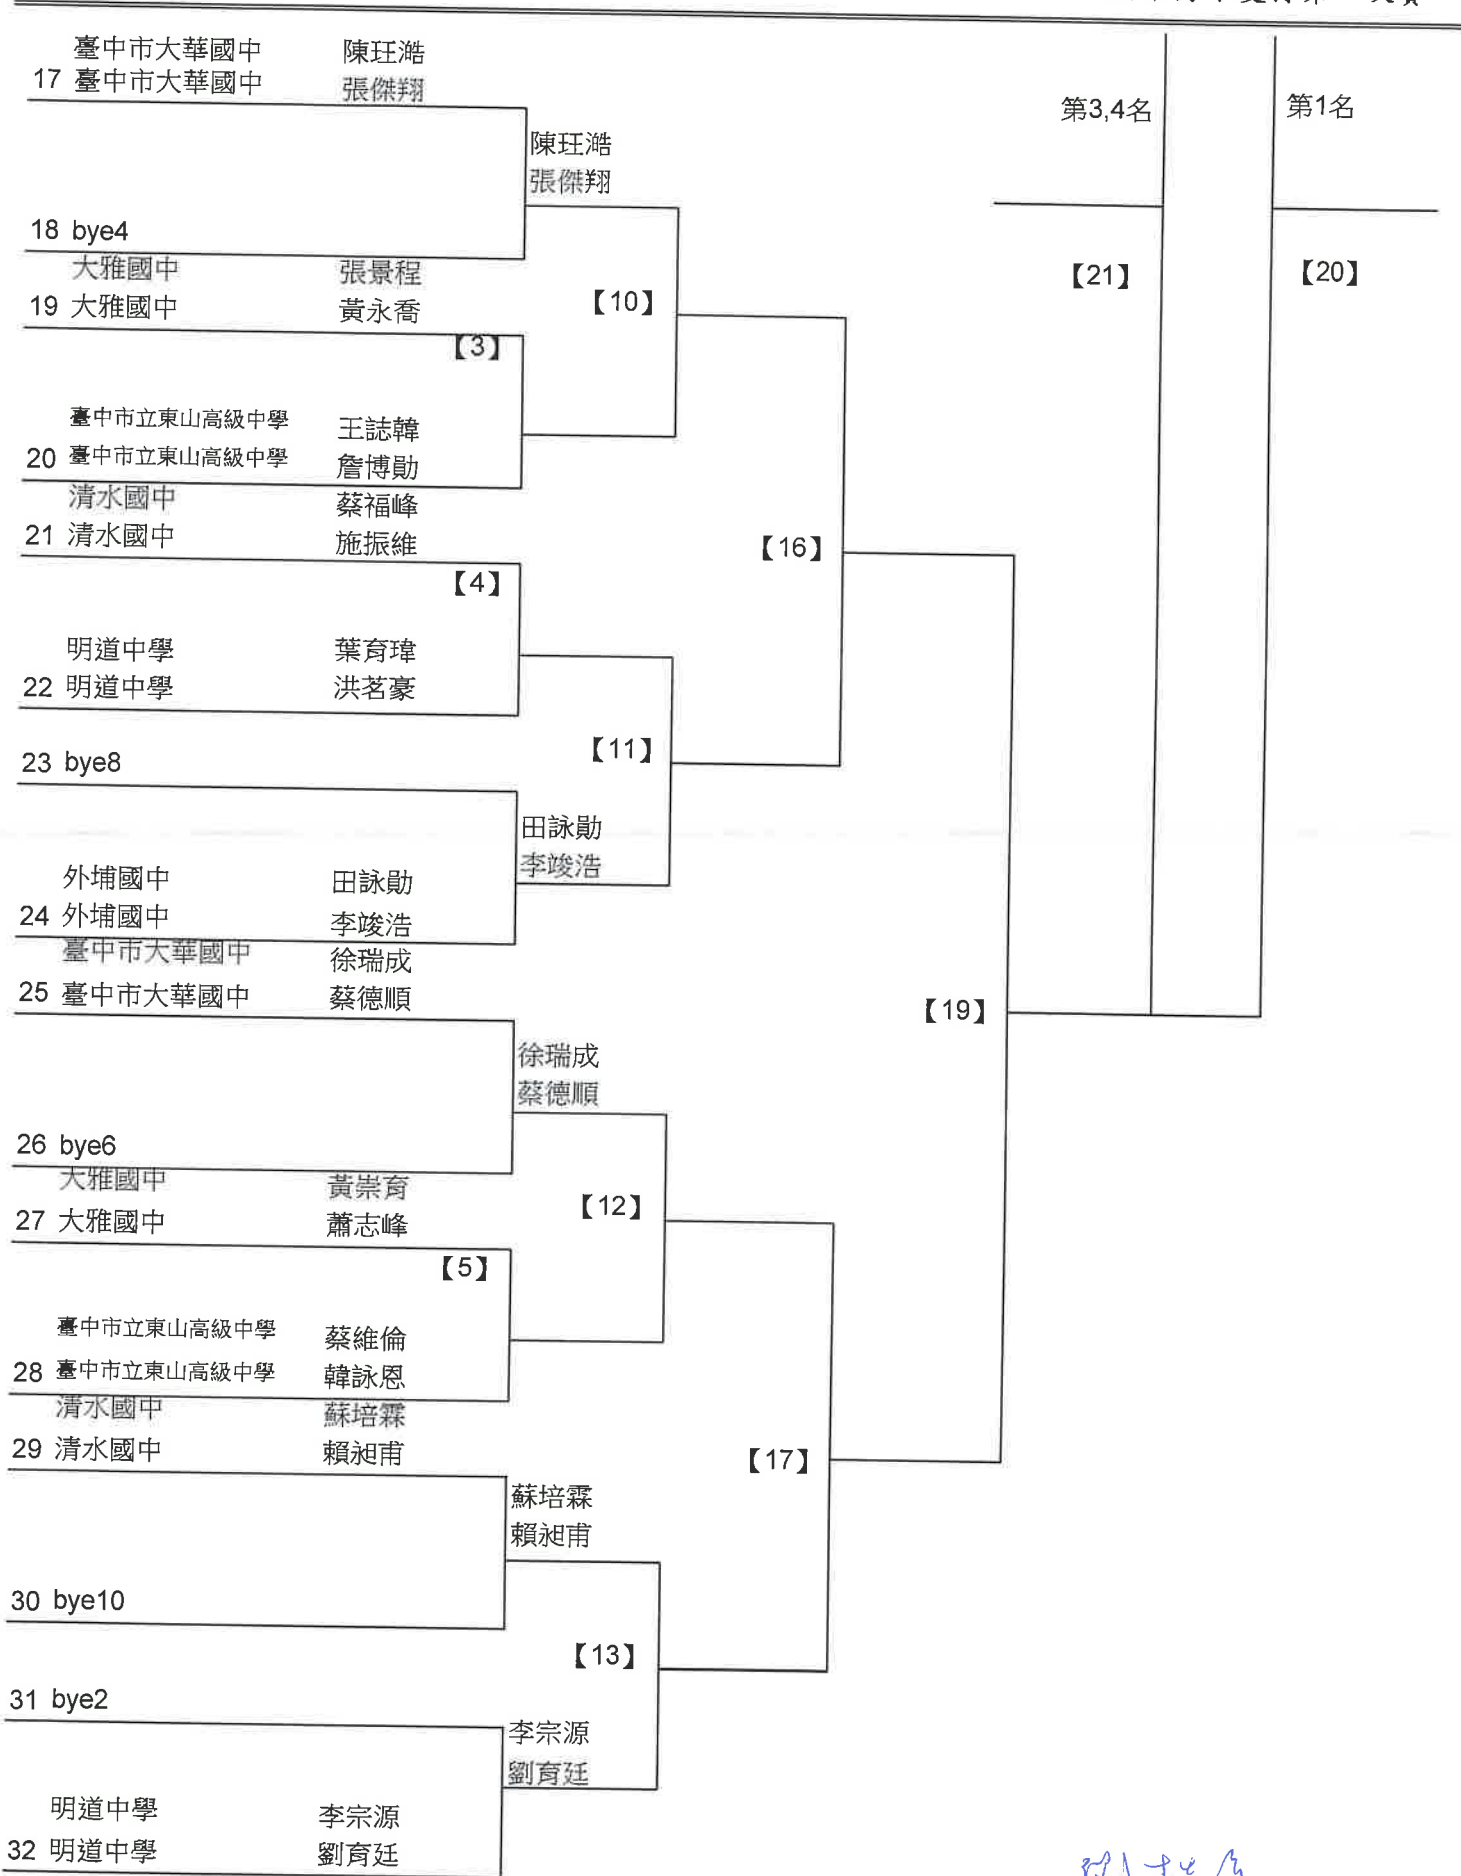 臺中市大華國中 陳玨澔
17 臺中市大華國中 張傑翔
第3,4名 第1名
陳玨澔
張傑翔
18 bye4
大雅國中 張景程
【21】 【20】
19 大雅國中 黃永喬
【10】
【3】
臺中市立東山高級中學 王誌韓
20 臺中市立東山高級中學 詹博勛
清水國中 蔡福峰
21 清水國中 施振維
【16】
【4】
明道中學 葉育瑋
22 明道中學 洪茗豪
【11】
23 bye8
田詠勛
李竣浩
外埔國中 田詠勛
24 外埔國中 李竣浩
臺中市大華國中 徐瑞成
25 臺中市大華國中 蔡德順
【19】
徐瑞成
蔡德順
26 bye6
大雅國中 黃崇育
27 大雅國中 蕭志峰
【12】
【5】
臺中市立東山高級中學 蔡維倫
28 臺中市立東山高級中學 韓詠恩
清水國中 蘇培霖
29 清水國中 賴昶甫
【17】
蘇培霖
賴昶甫
30 bye10
【13】
31 bye2
李宗源
劉育廷
明道中學 李宗源
32 明道中學 劉育廷